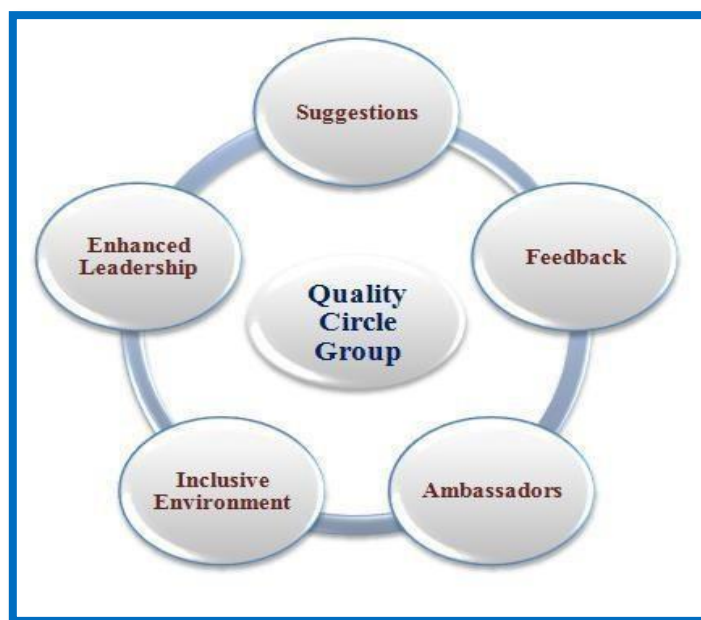 Suggestions
Enhanced
Leadership
Feedback
Quality
Circle
Group
Inclusive
Environment
Ambassadors